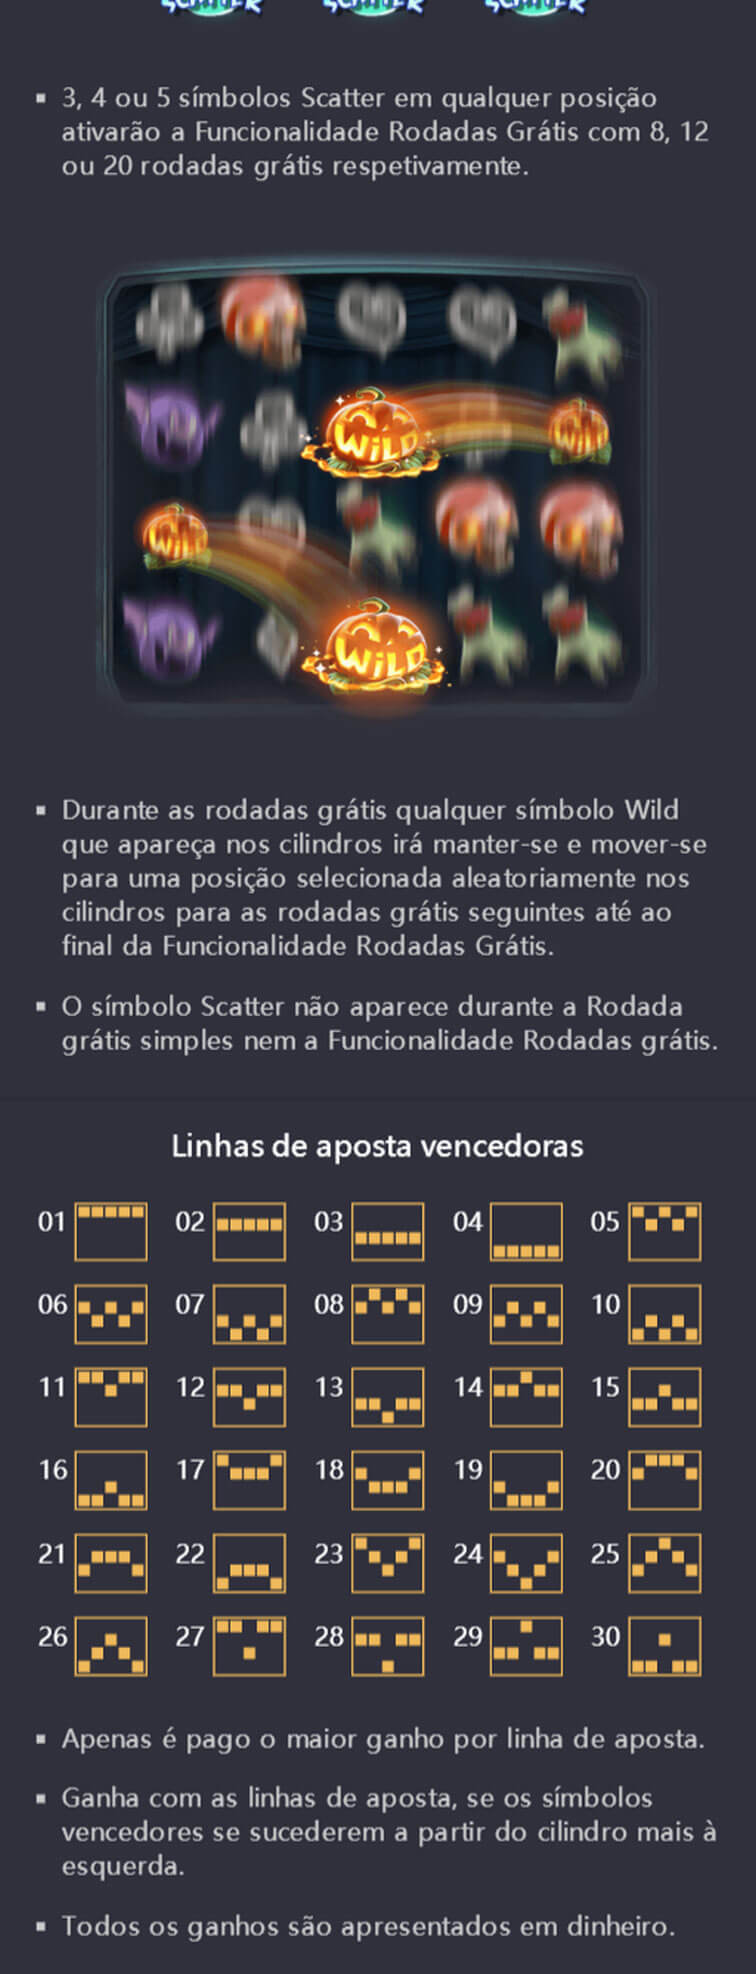 SCATTER SCATTER SCATTER
▪ 3, 4 ou 5 símbolos Scatter em qualquer posição
ativarão a Funcionalidade Rodadas Grátis com 8, 12
ou 20 rodadas grátis respetivamente.
WILD WILD
WILD
WILD
▪ Durante as rodadas grátis qualquer símbolo Wild
que apareça nos cilindros irá manter-se e mover-se
para uma posição selecionada aleatoriamente nos
cilindros para as rodadas grátis seguintes até ao
final da Funcionalidade Rodadas Grátis.
▪ O símbolo Scatter não aparece durante a Rodada
grátis simples nem a Funcionalidade Rodadas grátis.
Linhas de aposta vencedoras
01 02 03 04 05
06 07 08 09 10
11 12 13 14 15
16 17 18 19 20
21 22 23 24 25
26 27 28 29 30
▪ Apenas é pago o maior ganho por linha de aposta.
▪ Ganha com as linhas de aposta, se os símbolos
vencedores se sucederem a partir do cilindro mais à
esquerda.
▪ Todos os ganhos são apresentados em dinheiro.